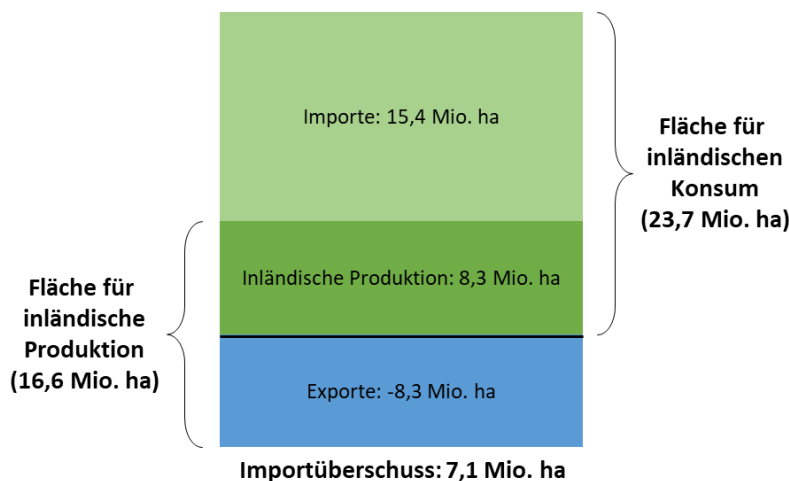 Importe: 15,4 Mio. ha
Fläche für
inländischen
Konsum
(23,7 Mio. ha)
Inländische Produktion: 8,3 Mio. ha
Fläche für
inländische
Produktion
(16,6 Mio. ha)
Exporte: -8,3 Mio. ha
Importüberschuss: 7,1 Mio. ha